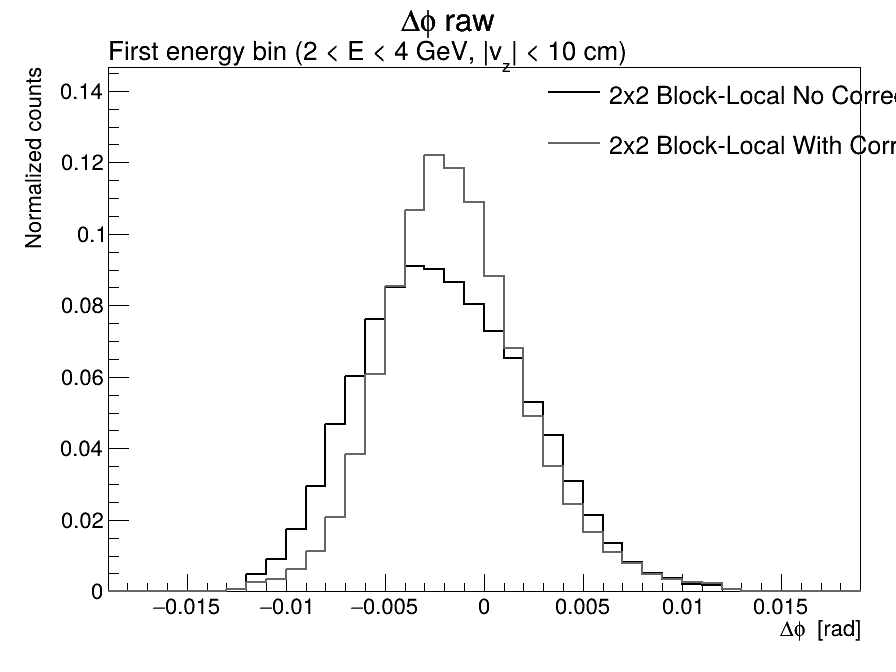 Δϕ raw
First energy bin (2 < E < 4 GeV, |vz| < 10 cm)
Normalized counts
2x2 Block-Local No Corre
2x2 Block-Local With Corr
0.14
0.12
0.1
0.08
0.06
0.04
0.02
0
−0.015 −0.01 −0.005 0 0.005 0.01 0.015
Δϕ [rad]